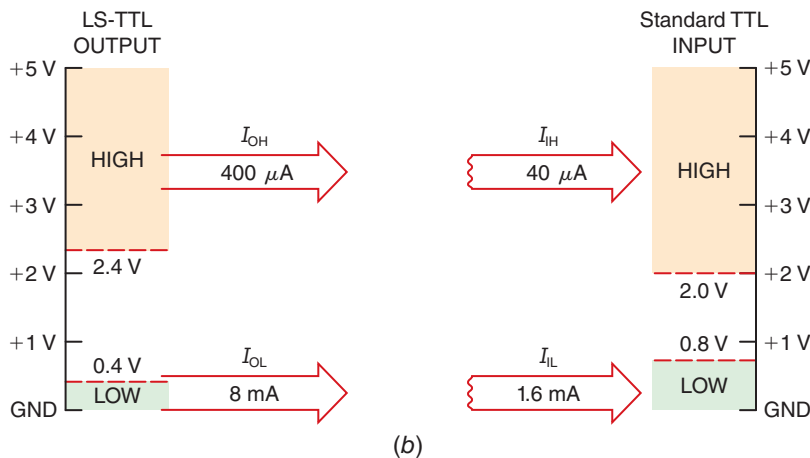 LS-TTL
OUTPUT
Standard TTL
INPUT
+5 V
+5 V
+4 V
+4 V
I_OH
I_IH
HIGH
400 μA
40 μA
HIGH
+3 V
+3 V
2.4 V
+2 V
+2 V
2.0 V
+1 V
+1 V
0.8 V
0.4 V
I_OL
I_IL
LOW
8 mA
1.6 mA
LOW
GND
GND
(b)